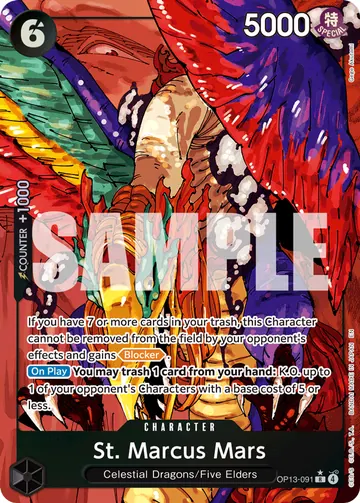 6
5000
特
SPECIAL
COUNTER +1000
SAMPLE
If you have 7 or more cards in your trash, this Character
cannot be removed from the field by your opponent's
effects and gains Blocker.
On Play You may trash 1 card from your hand: K.O. up to
1 of your opponent's Characters with a base cost of 5 or
less.
CHARACTER
St. Marcus Mars
Celestial Dragons/Five Elders
OP13-091 R 4